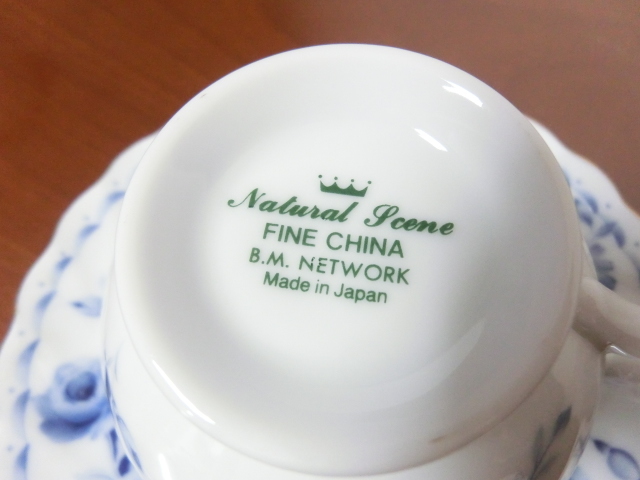 Natural Scene
FINE CHINA
B.M. NETWORK
Made in Japan